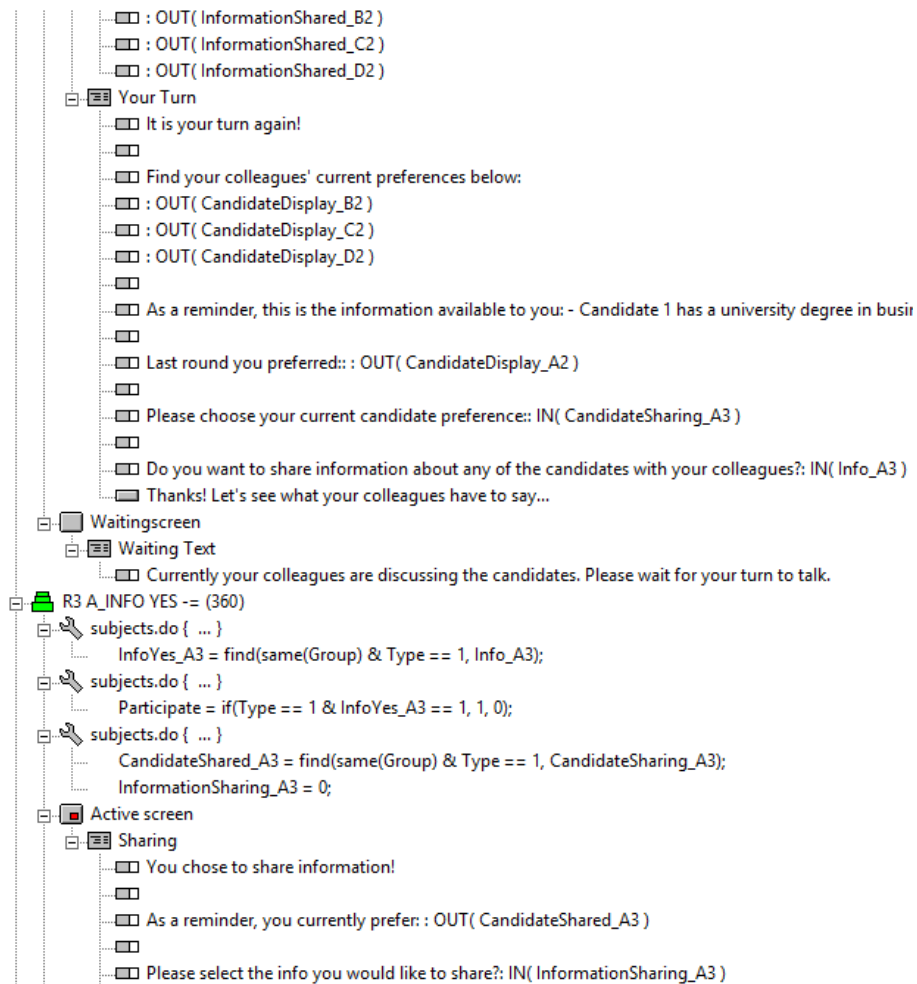 : OUT( InformationShared_B2 )
: OUT( InformationShared_C2 )
: OUT( InformationShared_D2 )
Your Turn
It is your turn again!
Find your colleagues' current preferences below:
: OUT( CandidateDisplay_B2 )
: OUT( CandidateDisplay_C2 )
: OUT( CandidateDisplay_D2 )
As a reminder, this is the information available to you: - Candidate 1 has a university degree in busi
Last round you preferred:: : OUT( CandidateDisplay_A2 )
Please choose your current candidate preference:: IN( CandidateSharing_A3 )
Do you want to share information about any of the candidates with your colleagues?: IN( Info_A3 )
Thanks! Let's see what your colleagues have to say...
Waitingscreen
Waiting Text
Currently your colleagues are discussing the candidates. Please wait for your turn to talk.
R3 A_INFO YES -= (360)
subjects.do { ... }
InfoYes_A3 = find(same(Group) & Type == 1, Info_A3);
subjects.do { ... }
Participate = if(Type == 1 & InfoYes_A3 == 1, 1, 0);
subjects.do { ... }
CandidateShared_A3 = find(same(Group) & Type == 1, CandidateSharing_A3);
InformationSharing_A3 = 0;
Active screen
Sharing
You chose to share information!
As a reminder, you currently prefer: : OUT( CandidateShared_A3 )
Please select the info you would like to share?: IN( InformationSharing_A3 )